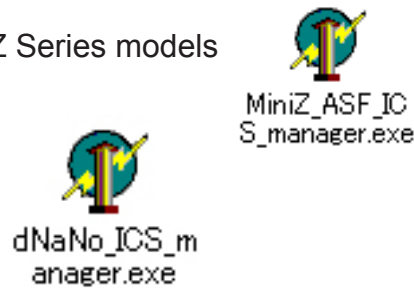 Z Series models
MiniZ_ASF_IC
S_manager.exe
dNaNo_ICS_m
anager.exe